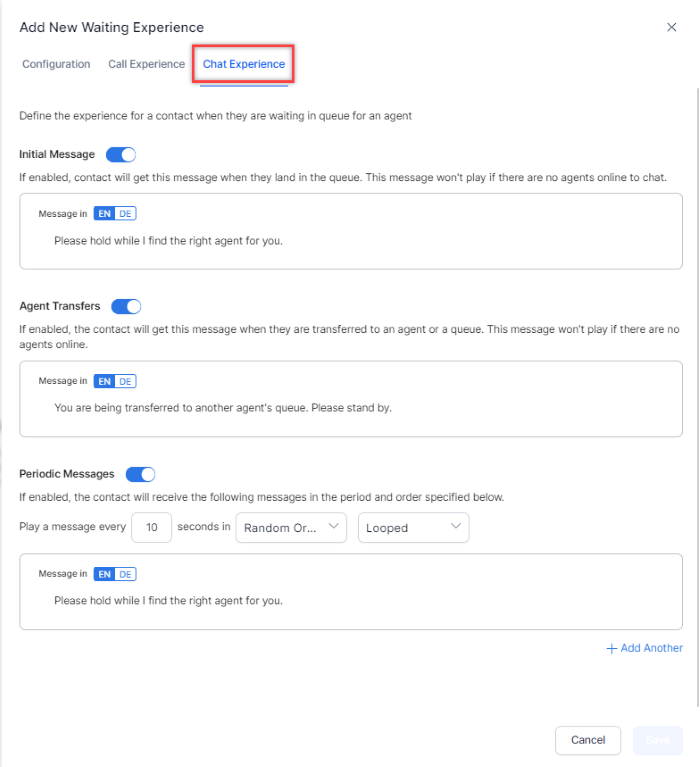 Add New Waiting Experience
Configuration Call Experience Chat Experience
Define the experience for a contact when they are waiting in queue for an agent
Initial Message
If enabled, contact will get this message when they land in the queue. This message won't play if there are no agents online to chat.
Message in EN DE
Please hold while I find the right agent for you.
Agent Transfers
If enabled, the contact will get this message when they are transferred to an agent or a queue. This message won't play if there are no
agents online.
Message in EN DE
You are being transferred to another agent's queue. Please stand by.
Periodic Messages
If enabled, the contact will receive the following messages in the period and order specified below.
Play a message every 10 seconds in Random Or... Looped
Message in EN DE
Please hold while I find the right agent for you.
+ Add Another
Cancel Save